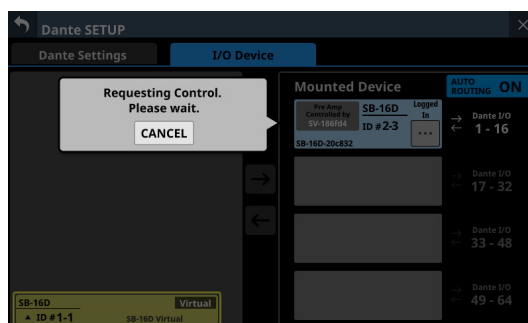 Dante SETUP
Dante Settings
I/O Device
Requesting Control.
Please wait.
CANCEL
Mounted Device
AUTO
ROUTING ON
Pre Amp
Controlled by
SV-186fd4
SB-16D
ID #2-3
Logged
In
...
SB-16D-20c832
Dante I/O
1 - 16
Dante I/O
17 - 32
Dante I/O
33 - 48
Dante I/O
49 - 64
SB-16D
Virtual
ID #1-1
SB-16D Virtual